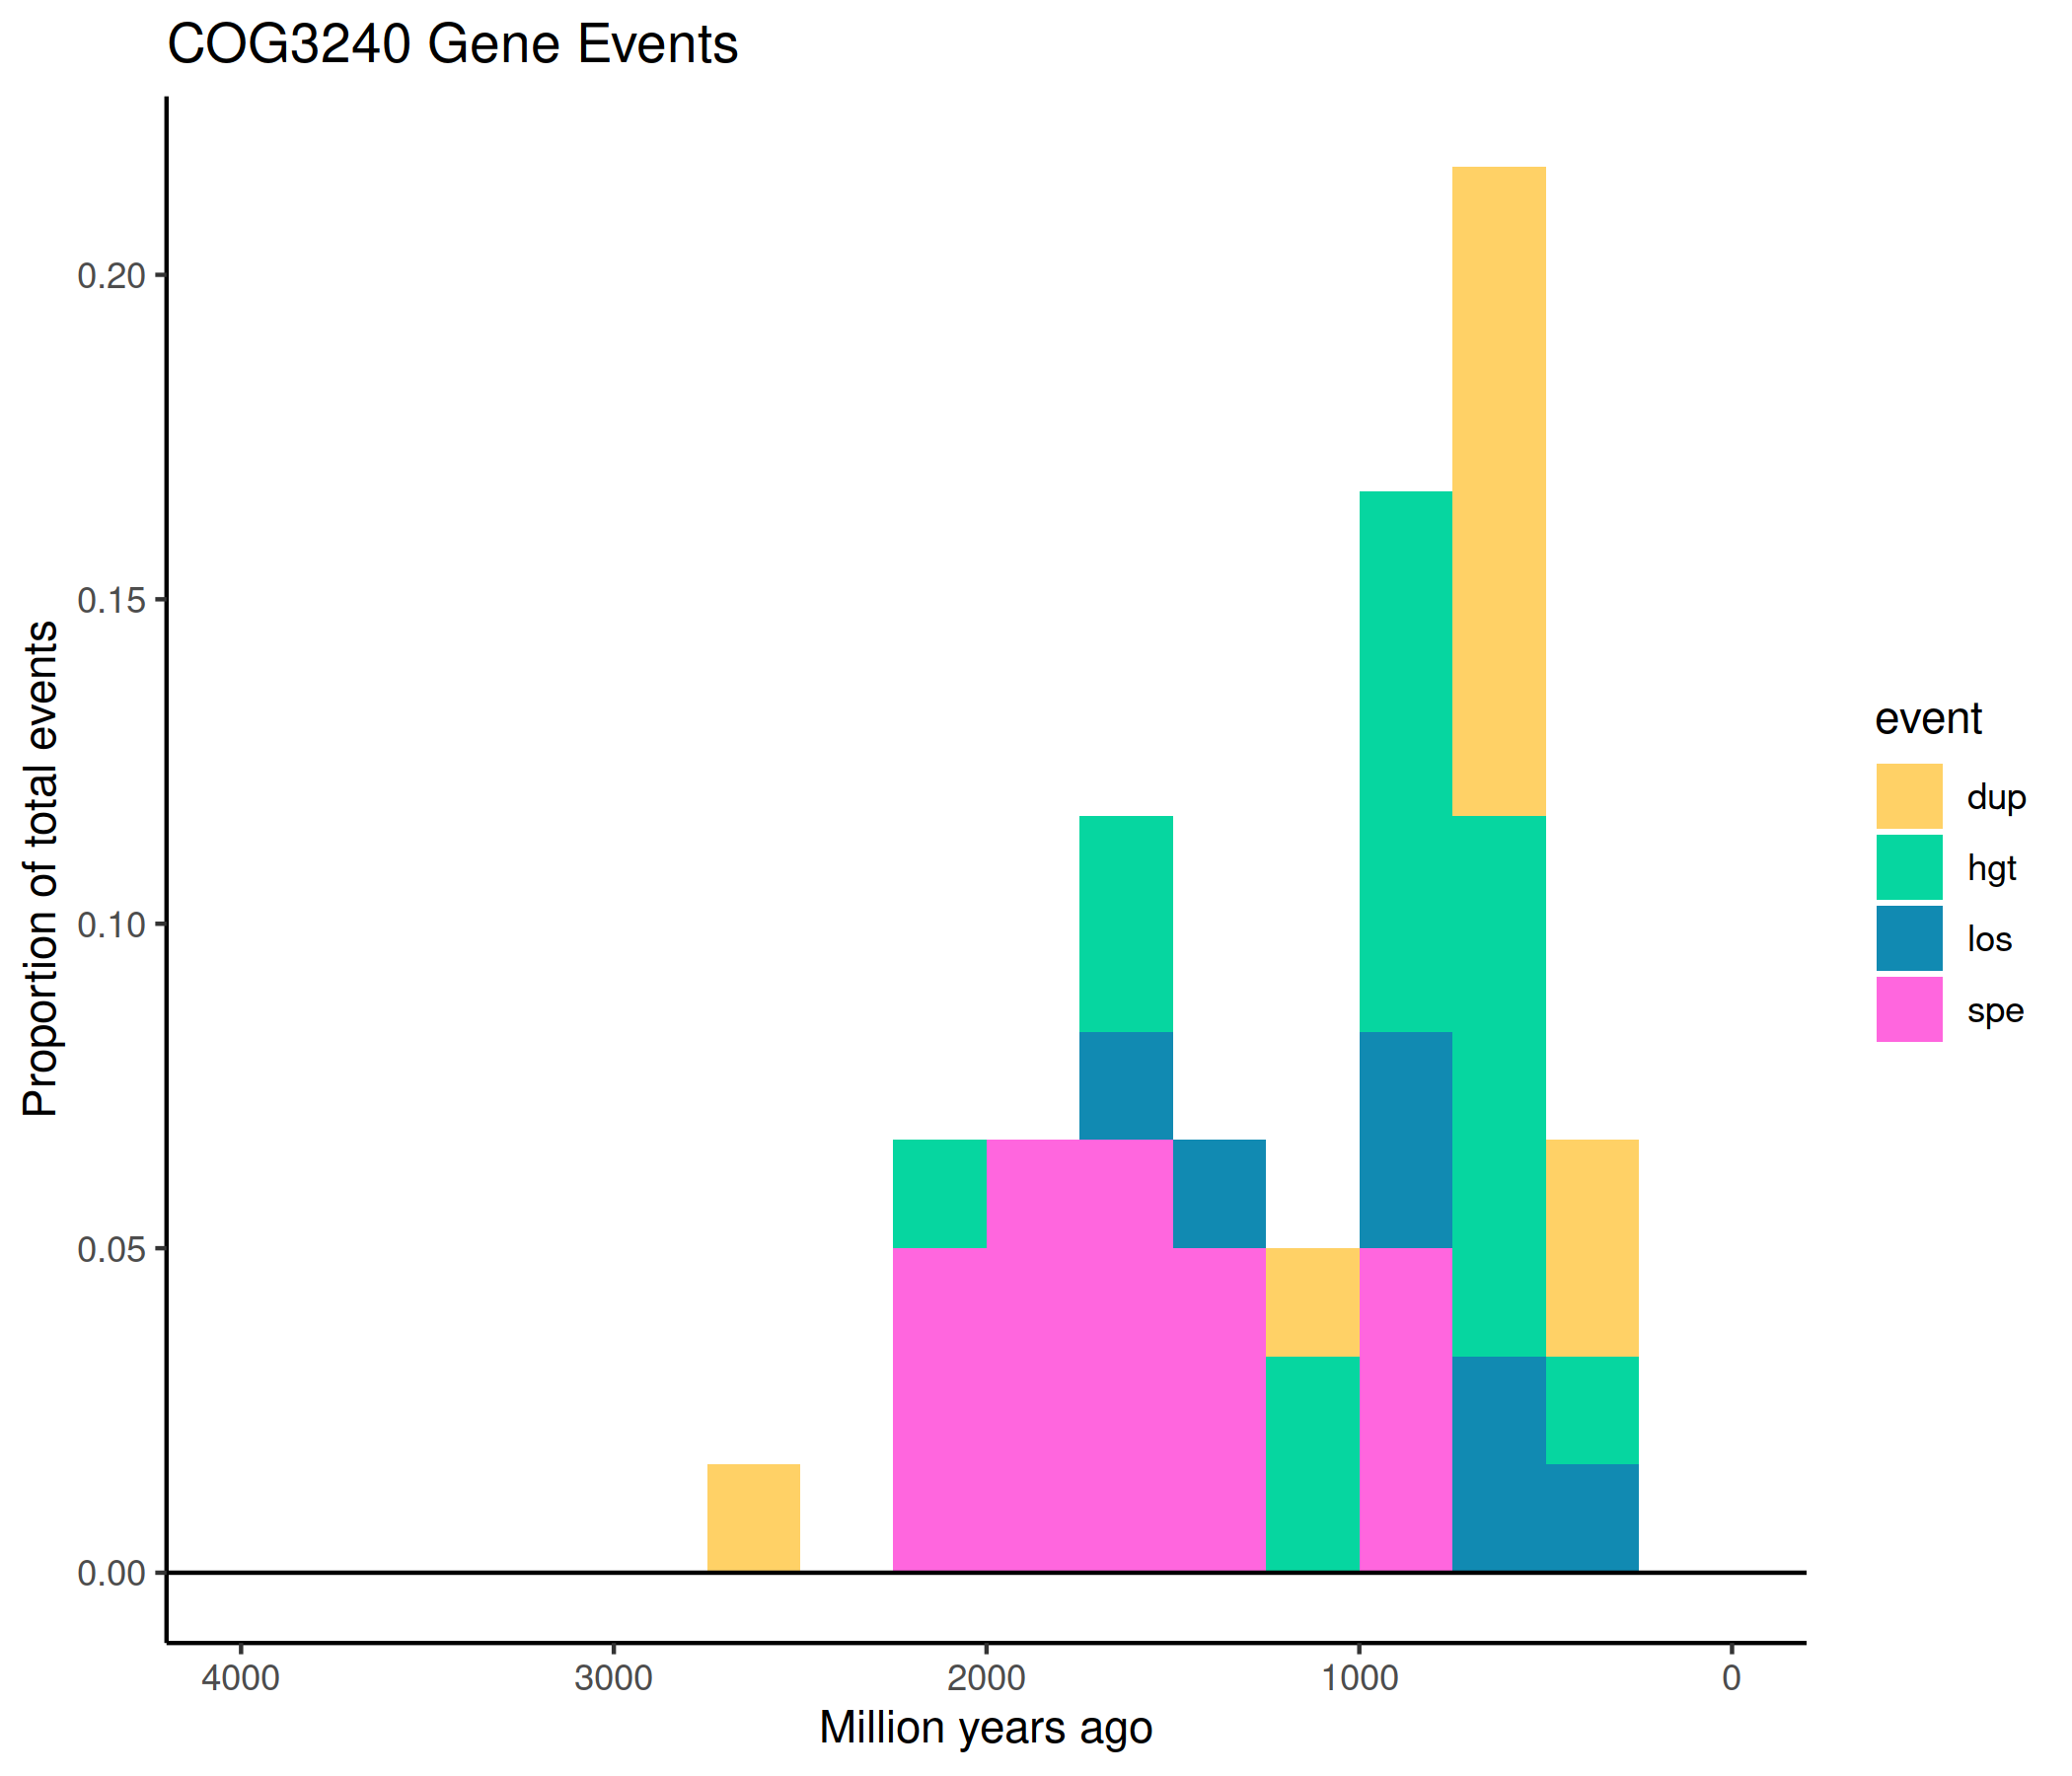 COG3240 Gene Events
Proportion of total events
0.20
0.15
0.10
0.05
0.00
4000 3000 2000 1000 0
Million years ago
event
dup
hgt
los
spe